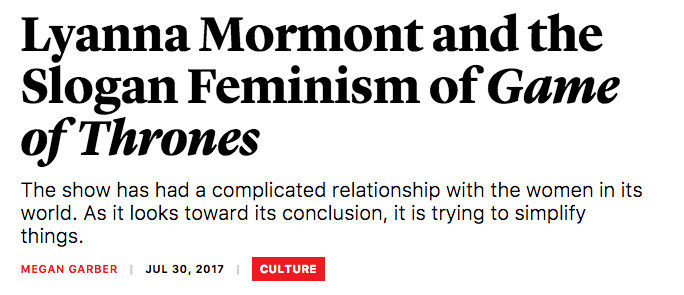 Lyanna Mormont and the
Slogan Feminism of Game
of Thrones
The show has had a complicated relationship with the women in its
world. As it looks toward its conclusion, it is trying to simplify
things.
MEGAN GARBER | JUL 30, 2017 | CULTURE